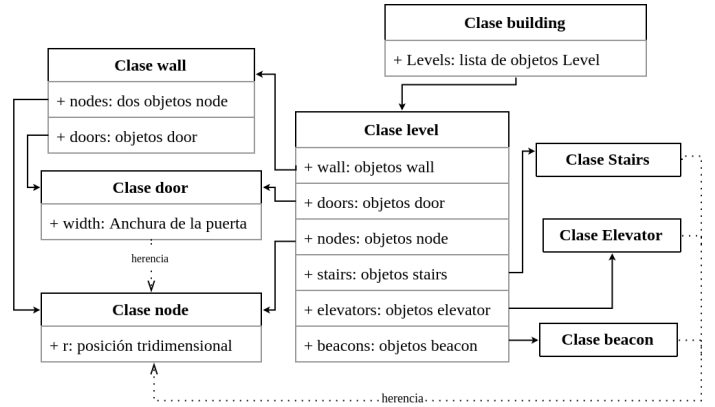 Clase building
+ Levels: lista de objetos Level
Clase wall
+ nodes: dos objetos node
+ doors: objetos door
Clase level
+ wall: objetos wall
+ doors: objetos door
+ nodes: objetos node
+ stairs: objetos stairs
+ elevators: objetos elevator
+ beacons: objetos beacon
Clase door
+ width: Anchura de la puerta
herencia
Clase node
+ r: posición tridimensional
Clase Stairs
Clase Elevator
Clase beacon
herencia